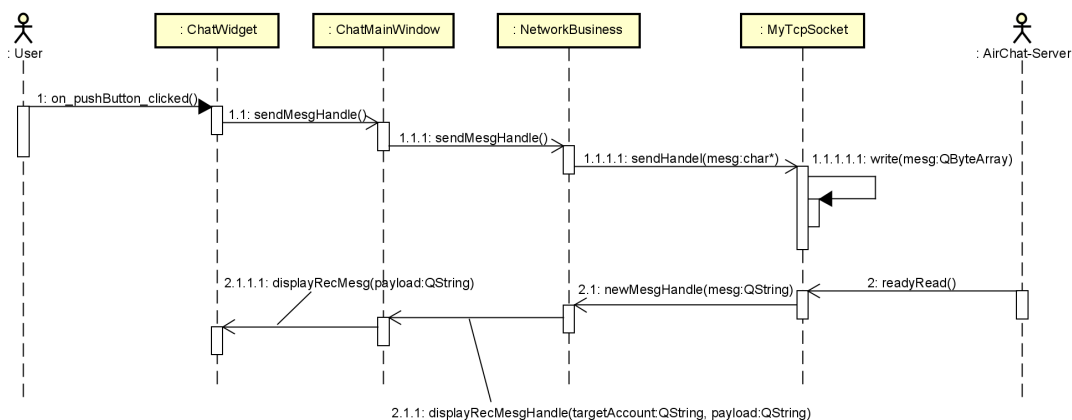 : User
: ChatWidget
: ChatMainWindow
: NetworkBusiness
: MyTcpSocket
: AirChat-Server
1: on_pushButton_clicked()
1.1: sendMesgHandle()
1.1.1: sendMesgHandle()
1.1.1.1: sendHandel(mesg:char*)
1.1.1.1.1: write(mesg:QByteArray)
2: readyRead()
2.1: newMesgHandle(mesg:QString)
2.1.1.1: displayRecMesg(payload:QString)
2.1.1: displayRecMesgHandle(targetAccount:QString, payload:QString)